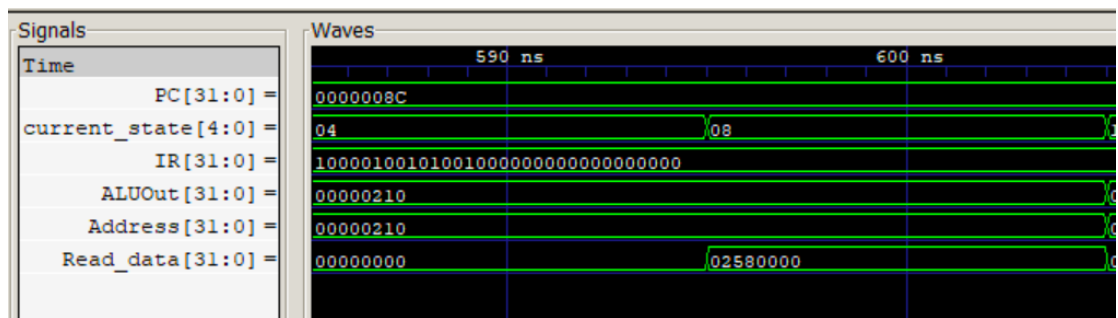 Signals
Waves
Time
590 ns 600 ns
PC[31:0] = 0000008C
current_state[4:0] = 04 08
IR[31:0] = 10000100101001000000000000000000
ALUOut[31:0] = 00000210
Address[31:0] = 00000210
Read_data[31:0] = 00000000 02580000